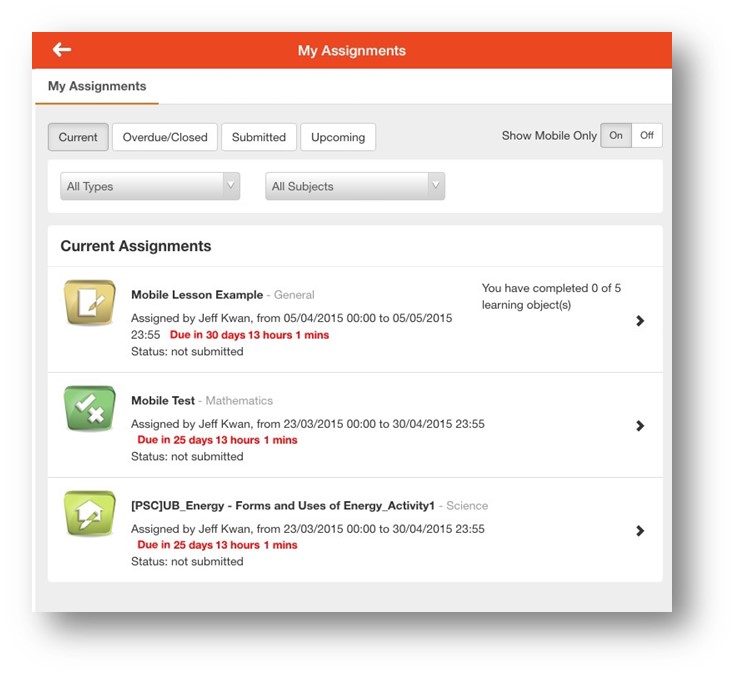 My Assignments
My Assignments
Current Overdue/Closed Submitted Upcoming Show Mobile Only On Off
All Types All Subjects
Current Assignments
Mobile Lesson Example - General
You have completed 0 of 5
learning object(s)
Assigned by Jeff Kwan, from 05/04/2015 00:00 to 05/05/2015
23:55 Due in 30 days 13 hours 1 mins
Status: not submitted
Mobile Test - Mathematics
Assigned by Jeff Kwan, from 23/03/2015 00:00 to 30/04/2015 23:55
Due in 25 days 13 hours 1 mins
Status: not submitted
[PSC]UB_Energy - Forms and Uses of Energy_Activity1 - Science
Assigned by Jeff Kwan, from 23/03/2015 00:00 to 30/04/2015 23:55
Due in 25 days 13 hours 1 mins
Status: not submitted